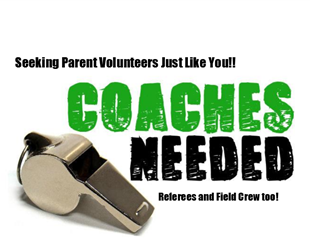 Seeking Parent Volunteers Just Like You!!
COACHES
NEEDED
Referees and Field Crew too!